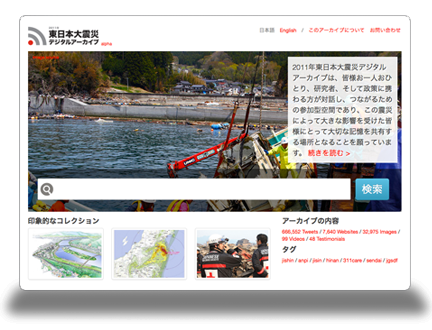 2011年
東日本大震災
デジタルアーカイブ alpha
日本語 English / このアーカイブについて お問い合わせ
2011年東日本大震災デジタル
アーカイブは、皆様お一人おひ
とり、研究者、そして政策に携
わる方が対話し、つながるため
の参加型空間であり、この震災
によって大きな影響を受けた皆
様にとって大切な記憶を共有す
る場所となることを願っていま
す。 続きを読む >
検索
印象的なコレクション
アーカイブの内容
Tweets / 7,640 Websites / 32,975 Images /
99 Videos / 48 Testimonials
タグ
jishin / anpi / jisin / hinan / 311care / sendai / jgsdf